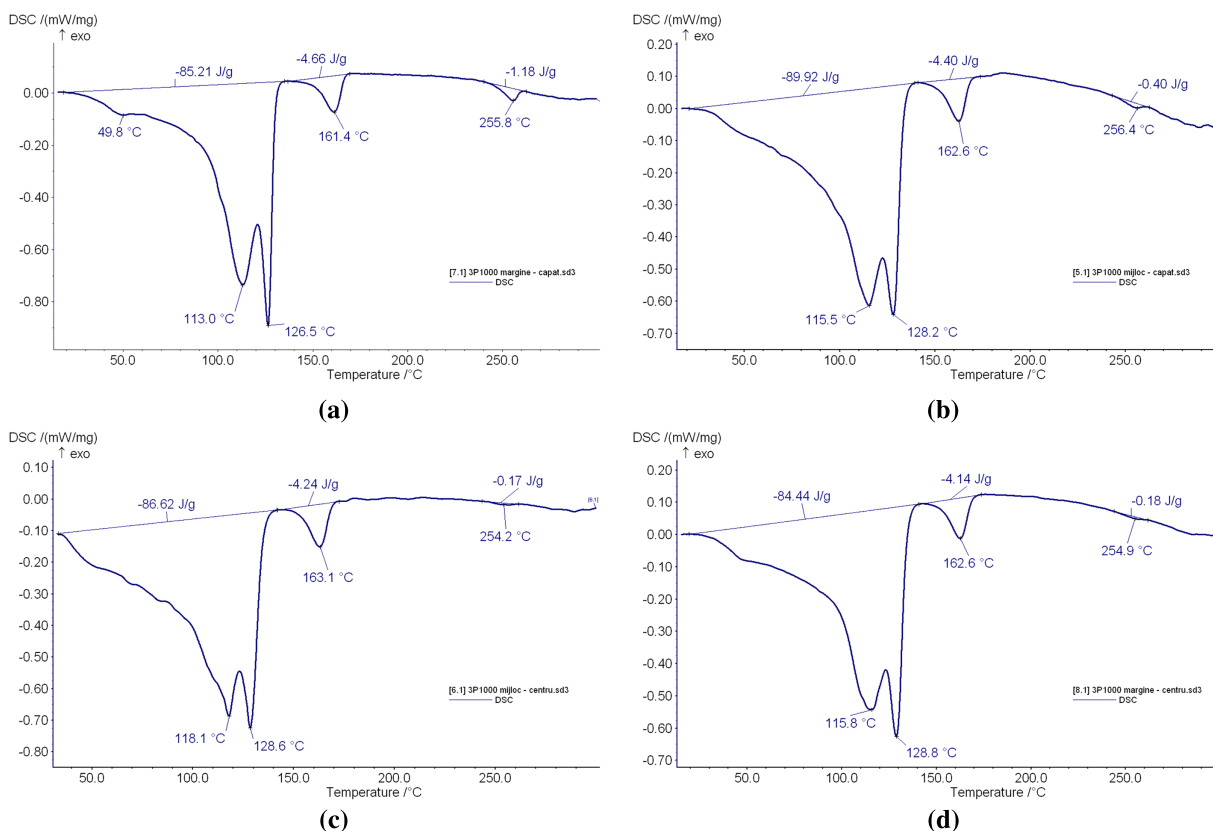 DSC /(mW/mg)
↑ exo
0.00
-0.20
-0.40
-0.60
-0.80
-85.21 J/g
-4.66 J/g
-1.18 J/g
49.8 °C
161.4 °C
255.8 °C
113.0 °C
126.5 °C
[7.1] 3P1000 margine - capat.sd3
DSC
50.0 100.0 150.0 200.0 250.0 300.0
Temperature /°C
(a)
DSC /(mW/mg)
↑ exo
0.20
0.10
0.00
-0.10
-0.20
-0.30
-0.40
-0.50
-0.60
-0.70
-89.92 J/g
-4.40 J/g
-0.40 J/g
162.6 °C
256.4 °C
115.5 °C
128.2 °C
[5.1] 3P1000 mijloc - capat.sd3
DSC
50.0 100.0 150.0 200.0 250.0
Temperature /°C
(b)
DSC /(mW/mg)
↑ exo
0.10
0.00
-0.10
-0.20
-0.30
-0.40
-0.50
-0.60
-0.70
-0.80
-86.62 J/g
-4.24 J/g
-0.17 J/g
[6.1]
163.1 °C
254.2 °C
118.1 °C
128.6 °C
[6.1] 3P1000 mijloc - centru.sd3
DSC
50.0 100.0 150.0 200.0 250.0 300.0
Temperature /°C
(c)
DSC /(mW/mg)
↑ exo
0.20
0.10
0.00
-0.10
-0.20
-0.30
-0.40
-0.50
-0.60
-0.70
-84.44 J/g
-4.14 J/g
-0.18 J/g
162.6 °C
254.9 °C
115.8 °C
128.8 °C
[8.1] 3P1000 margine - centru.sd3
DSC
50.0 100.0 150.0 200.0 250.0
Temperature /°C
(d)